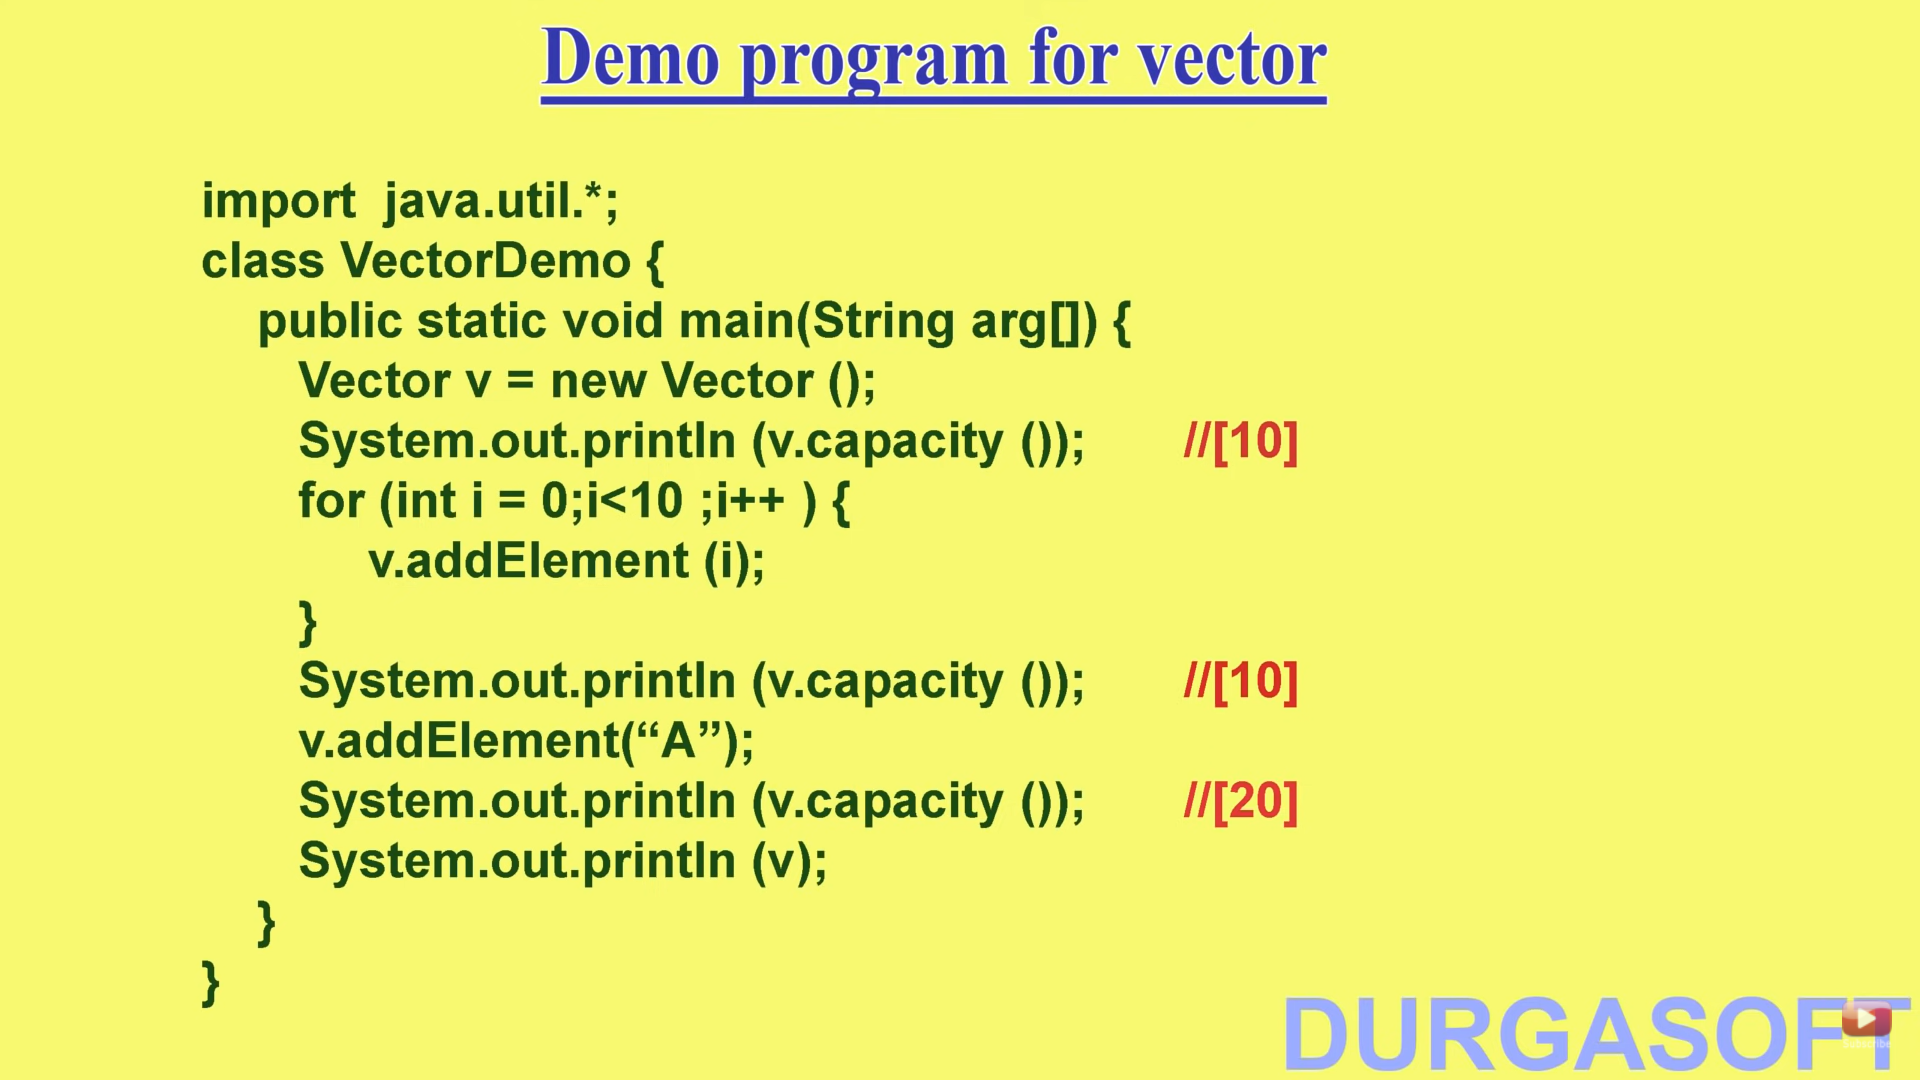 Demo program for vector
import java.util.*;
class VectorDemo {
public static void main(String arg[]) {
Vector v = new Vector ();
System.out.println (v.capacity ()); //[10]
for (int i = 0;i<10 ;i++ ) {
v.addElement (i);
}
System.out.println (v.capacity ()); //[10]
v.addElement(“A”);
System.out.println (v.capacity ()); //[20]
System.out.println (v);
}
}
DURGASOFT
Subscribe